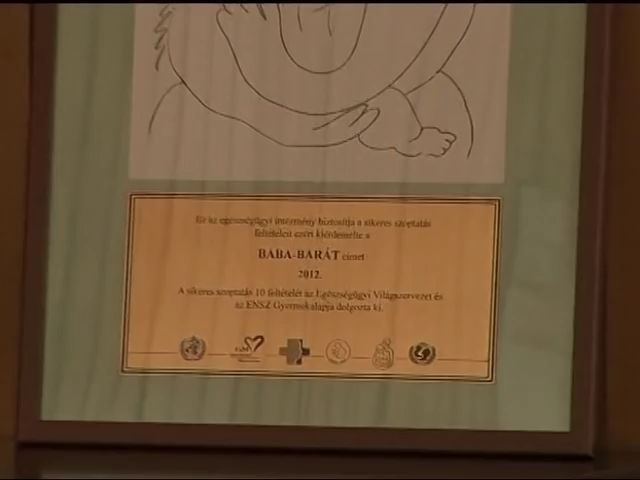 Ez az egészségügyi intézmény biztosítja a sikeres szoptatás
feltételeit ezért kiérdemelte a
BABA-BARÁT címet
2012.
A sikeres szoptatás 10 feltételét az Egészségügyi Világszervezet és
az ENSZ Gyermekalapja dolgozta ki.